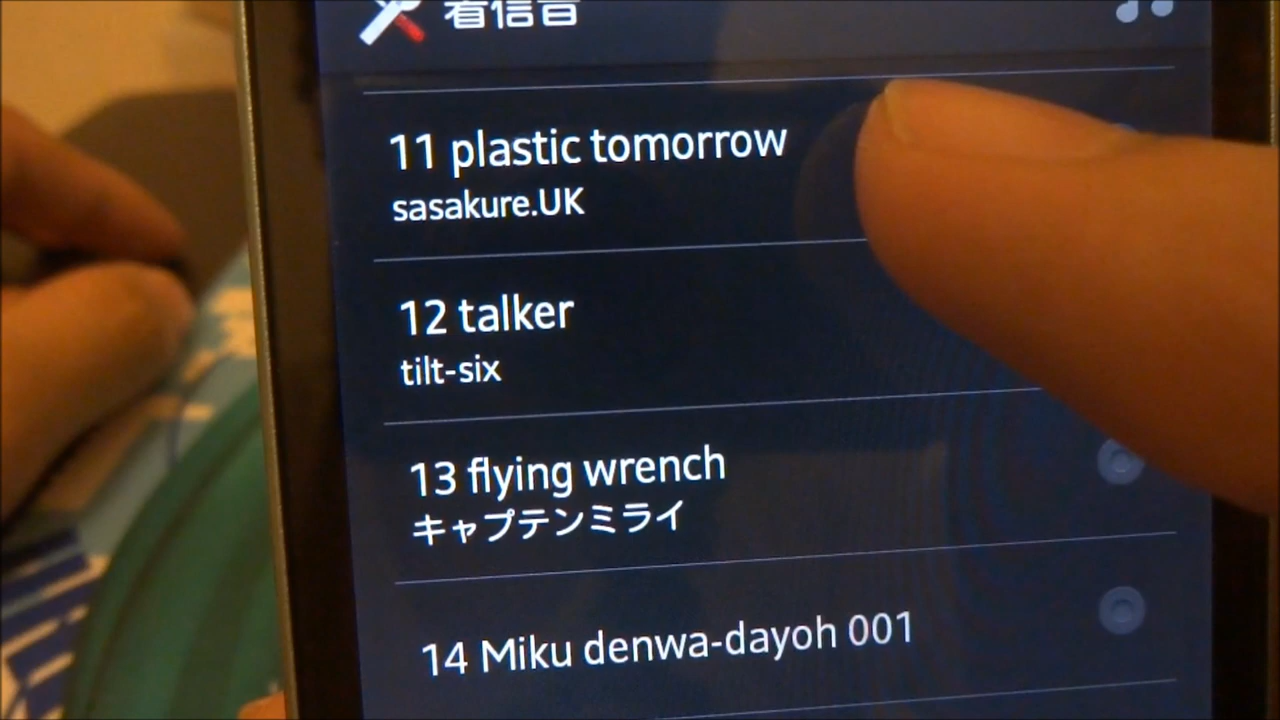 着信音
11 plastic tomorrow
sasakure.UK
12 talker
tilt-six
13 flying wrench
キャプテンミライ
14 Miku denwa-dayoh 001